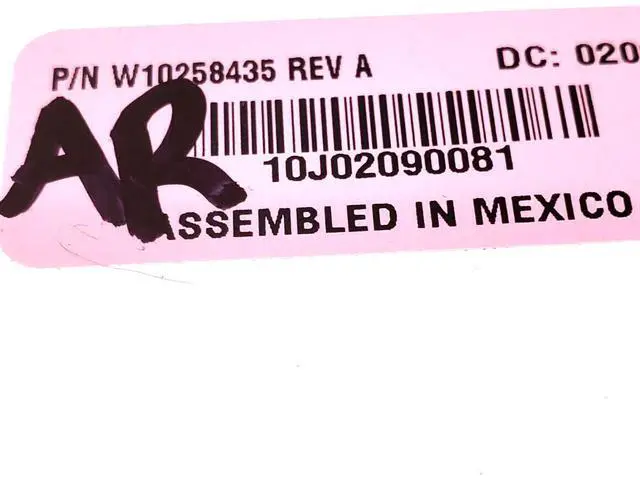 P/N W10258435 REV A DC: 020
AR
10J02090081
ASSEMBLED IN MEXICO